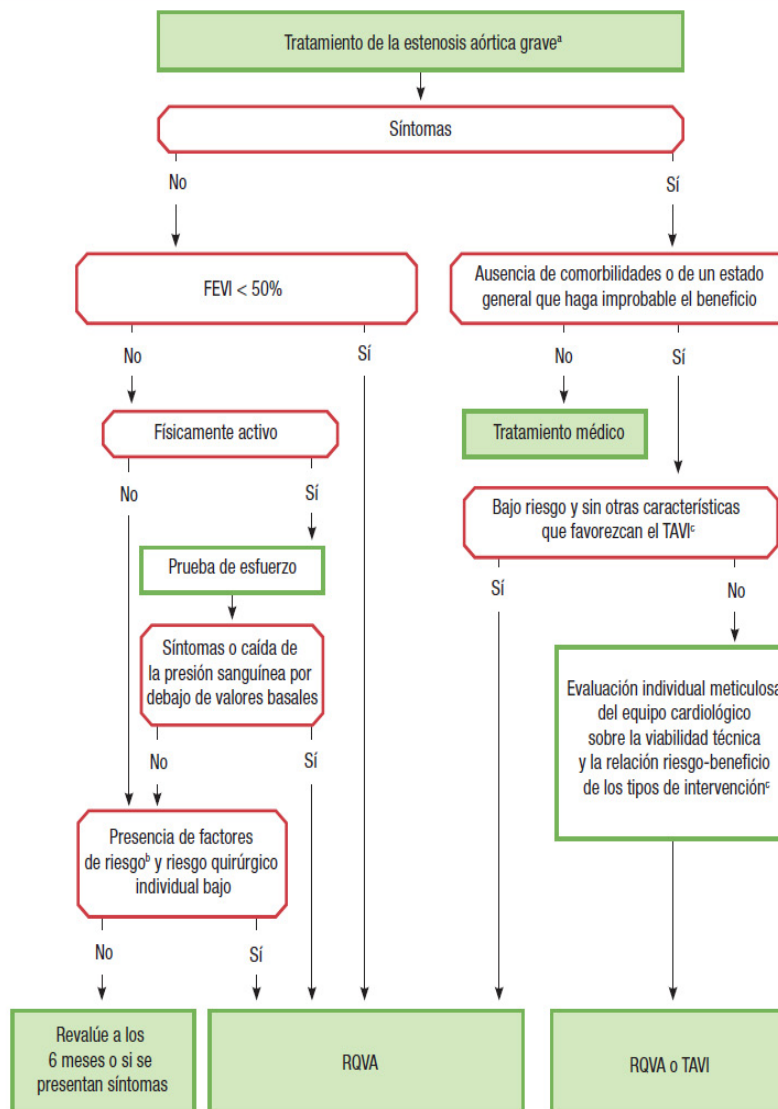 Tratamiento de la estenosis aórtica graveª
Síntomas
No
Sí
FEVI < 50%
Ausencia de comorbilidades o de un estado
general que haga improbable el beneficio
No
Sí
No
Sí
Físicamente activo
Tratamiento médico
No
Sí
Bajo riesgo y sin otras características
que favorezcan el TAVIᶜ
Prueba de esfuerzo
Sí
No
Síntomas o caída de
la presión sanguínea por
debajo de valores basales
Evaluación individual meticulosa
del equipo cardiológico
sobre la viabilidad técnica
y la relación riesgo-beneficio
de los tipos de intervenciónᶜ
No
Sí
Presencia de factores
de riesgoᵇ y riesgo quirúrgico
individual bajo
No
Sí
Revalúe a los
6 meses o si se
presentan síntomas
RQVA
RQVA o TAVI